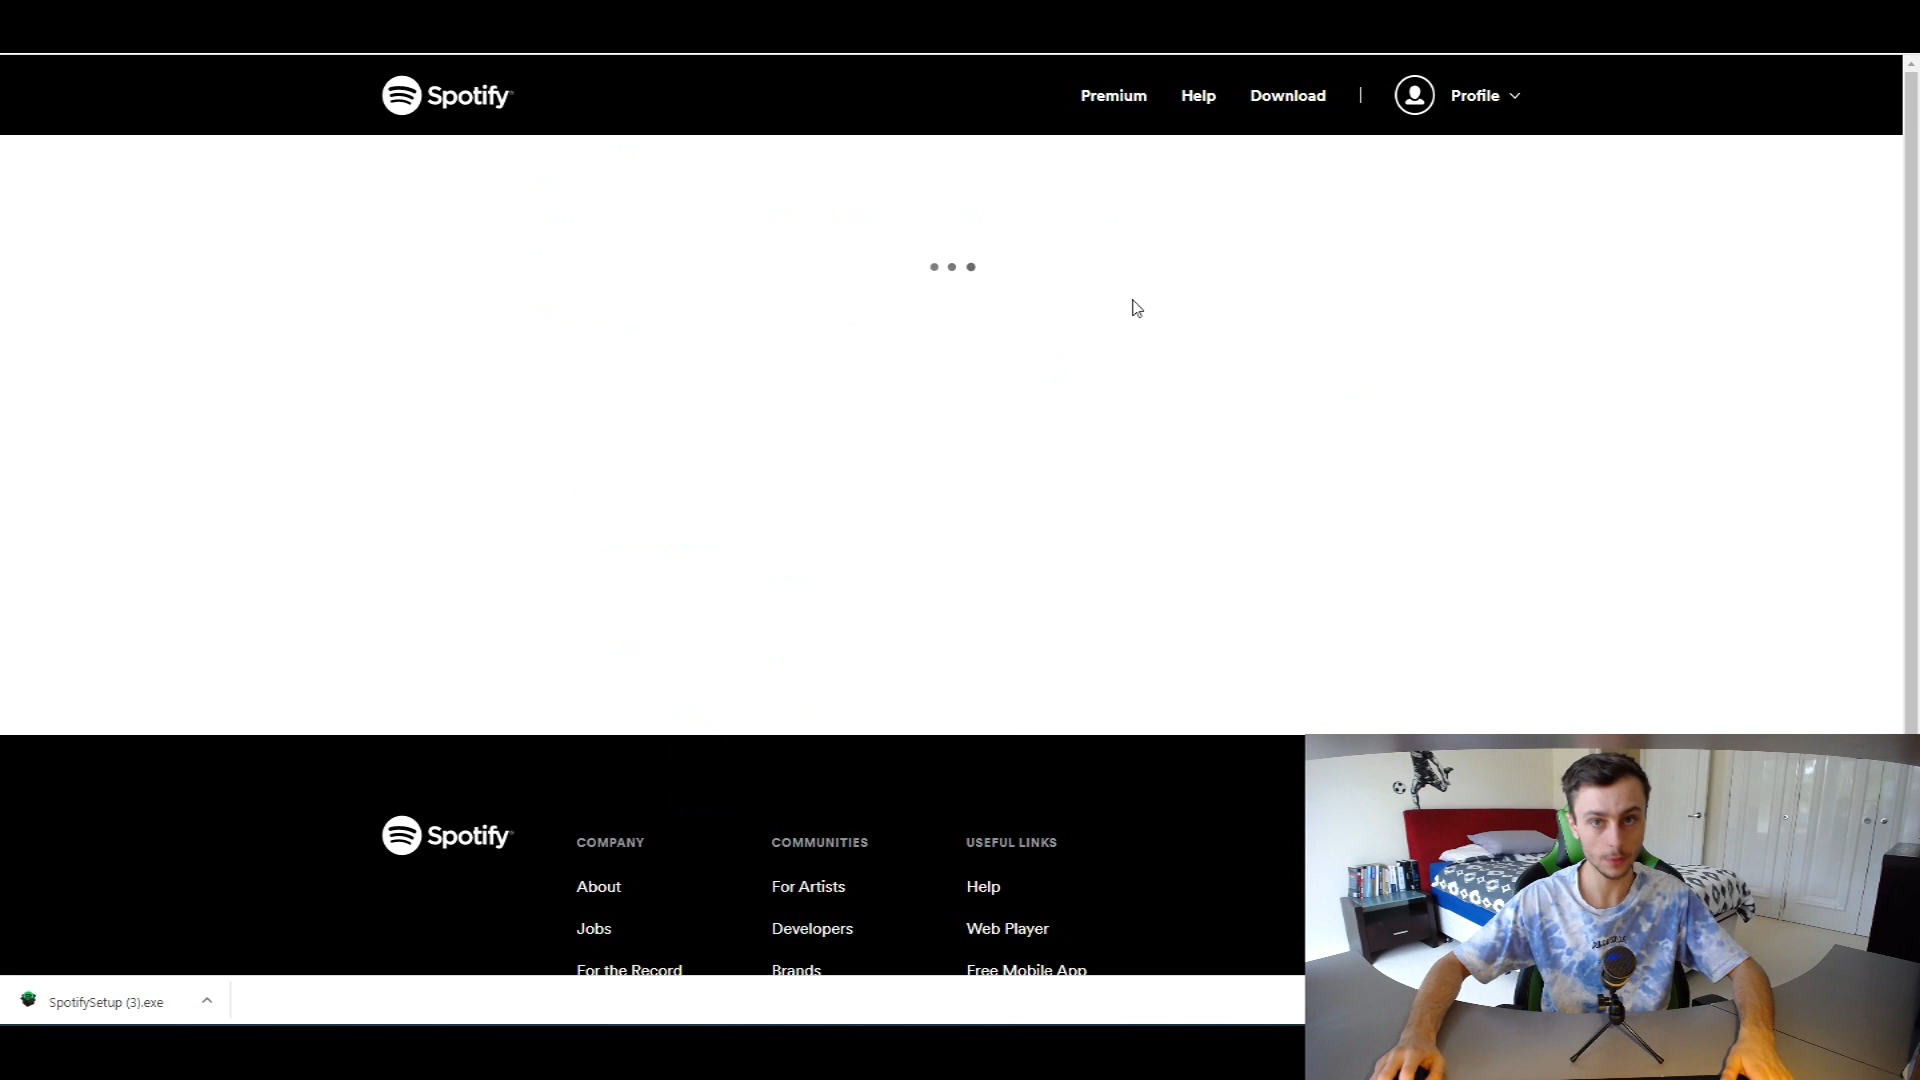 Spotify
Premium Help Download | Profile
Spotify
COMPANY COMMUNITIES USEFUL LINKS
About For Artists Help
Jobs Developers Web Player
For the Record Brands Free Mobile App
SpotifySetup (3).exe